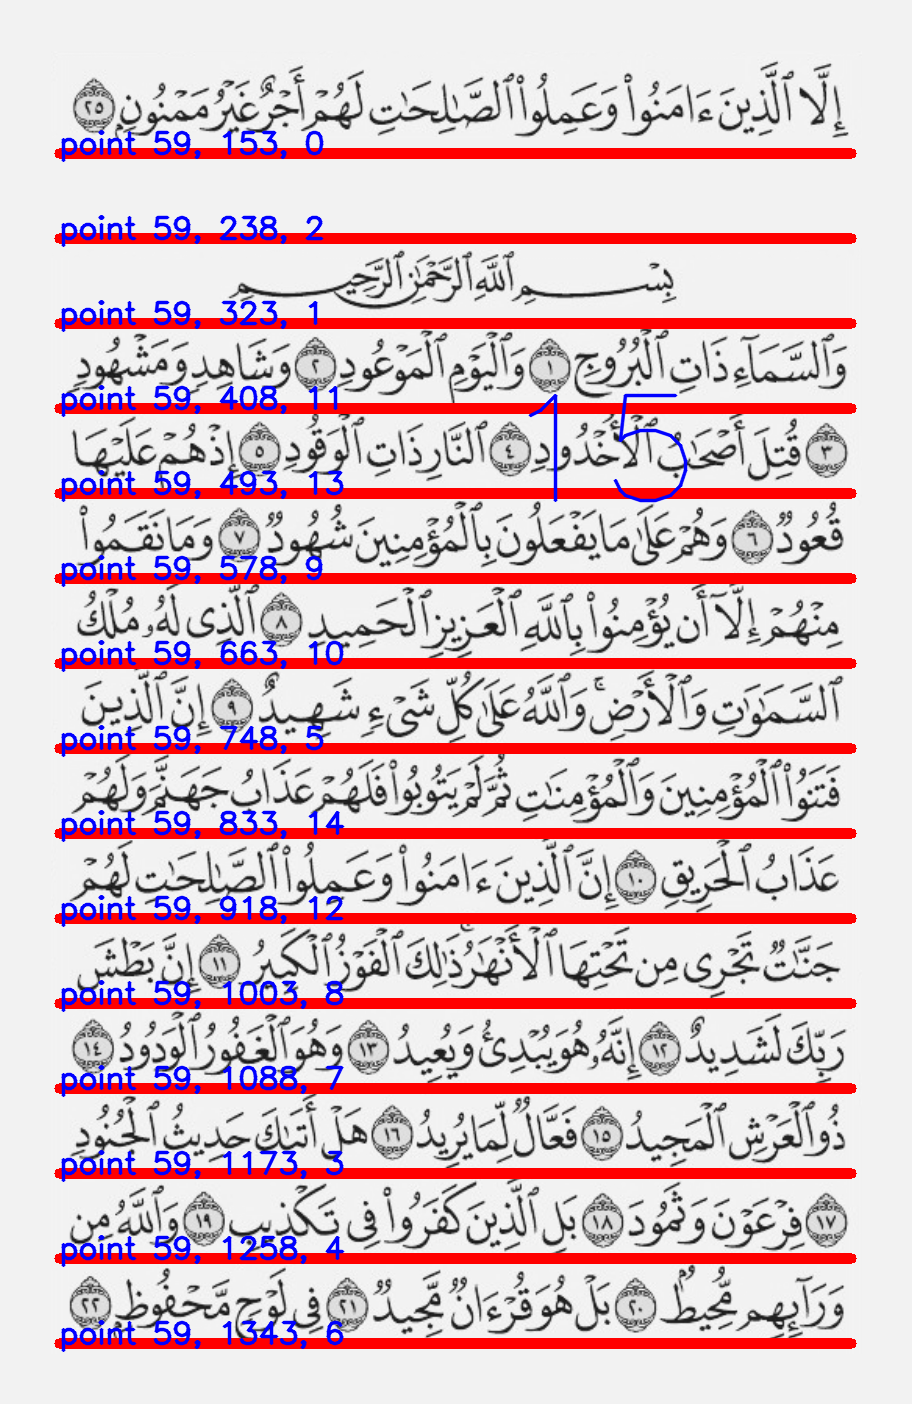 إِلَّا ٱلَّذِينَ ءَامَنُوا۟ وَعَمِلُوا۟ ٱلصَّـٰلِحَـٰتِ لَهُمْ أَجْرٌ غَيْرُ مَمْنُونٍۭ ٢٥
point 59, 153, 0
point 59, 238, 2
بِسْمِ ٱللَّهِ ٱلرَّحْمَـٰنِ ٱلرَّحِيمِ
point 59, 323, 1
وَٱلسَّمَآءِ ذَاتِ ٱلْبُرُوجِ ١ وَٱلْيَوْمِ ٱلْمَوْعُودِ ٢ وَشَاهِدٍ وَمَشْهُودٍ
point 59, 408, 11
15
٣ قُتِلَ أَصْحَـٰبُ ٱلْأُخْدُودِ ٤ ٱلنَّارِ ذَاتِ ٱلْوَقُودِ ٥ إِذْ هُمْ عَلَيْهَا
point 59, 493, 13
قُعُودٌ ٦ وَهُمْ عَلَىٰ مَا يَفْعَلُونَ بِٱلْمُؤْمِنِينَ شُهُودٌ ٧ وَمَا نَقَمُوا۟
point 59, 578, 9
مِنْهُمْ إِلَّآ أَن يُؤْمِنُوا۟ بِٱللَّهِ ٱلْعَزِيزِ ٱلْحَمِيدِ ٨ ٱلَّذِى لَهُۥ مُلْكُ
point 59, 663, 10
ٱلسَّمَـٰوَٰتِ وَٱلْأَرْضِ ۚ وَٱللَّهُ عَلَىٰ كُلِّ شَىْءٍ شَهِيدٌ ٩ إِنَّ ٱلَّذِينَ
point 59, 748, 5
فَتَنُوا۟ ٱلْمُؤْمِنِينَ وَٱلْمُؤْمِنَـٰتِ ثُمَّ لَمْ يَتُوبُوا۟ فَلَهُمْ عَذَابُ جَهَنَّمَ وَلَهُمْ
point 59, 833, 14
عَذَابُ ٱلْحَرِيقِ ١٠ إِنَّ ٱلَّذِينَ ءَامَنُوا۟ وَعَمِلُوا۟ ٱلصَّـٰلِحَـٰتِ لَهُمْ
point 59, 918, 12
جَنَّـٰتٌ تَجْرِى مِن تَحْتِهَا ٱلْأَنْهَـٰرُ ۚ ذَٰلِكَ ٱلْفَوْزُ ٱلْكَبِيرُ ١١ إِنَّ بَطْشَ
point 59, 1003, 8
رَبِّكَ لَشَدِيدٌ ١٢ إِنَّهُۥ هُوَ يُبْدِئُ وَيُعِيدُ ١٣ وَهُوَ ٱلْغَفُورُ ٱلْوَدُودُ ١٤
point 59, 1088, 7
ذُو ٱلْعَرْشِ ٱلْمَجِيدُ ١٥ فَعَّالٌ لِّمَا يُرِيدُ ١٦ هَلْ أَتَىٰكَ حَدِيثُ ٱلْجُنُودِ
point 59, 1173, 3
١٧ فِرْعَوْنَ وَثَمُودَ ١٨ بَلِ ٱلَّذِينَ كَفَرُوا۟ فِى تَكْذِيبٍ ١٩ وَٱللَّهُ مِن
point 59, 1258, 4
وَرَآئِهِم مُّحِيطٌۢ ٢٠ بَلْ هُوَ قُرْءَانٌ مَّجِيدٌ ٢١ فِى لَوْحٍ مَّحْفُوظٍۭ ٢٢
point 59, 1343, 6